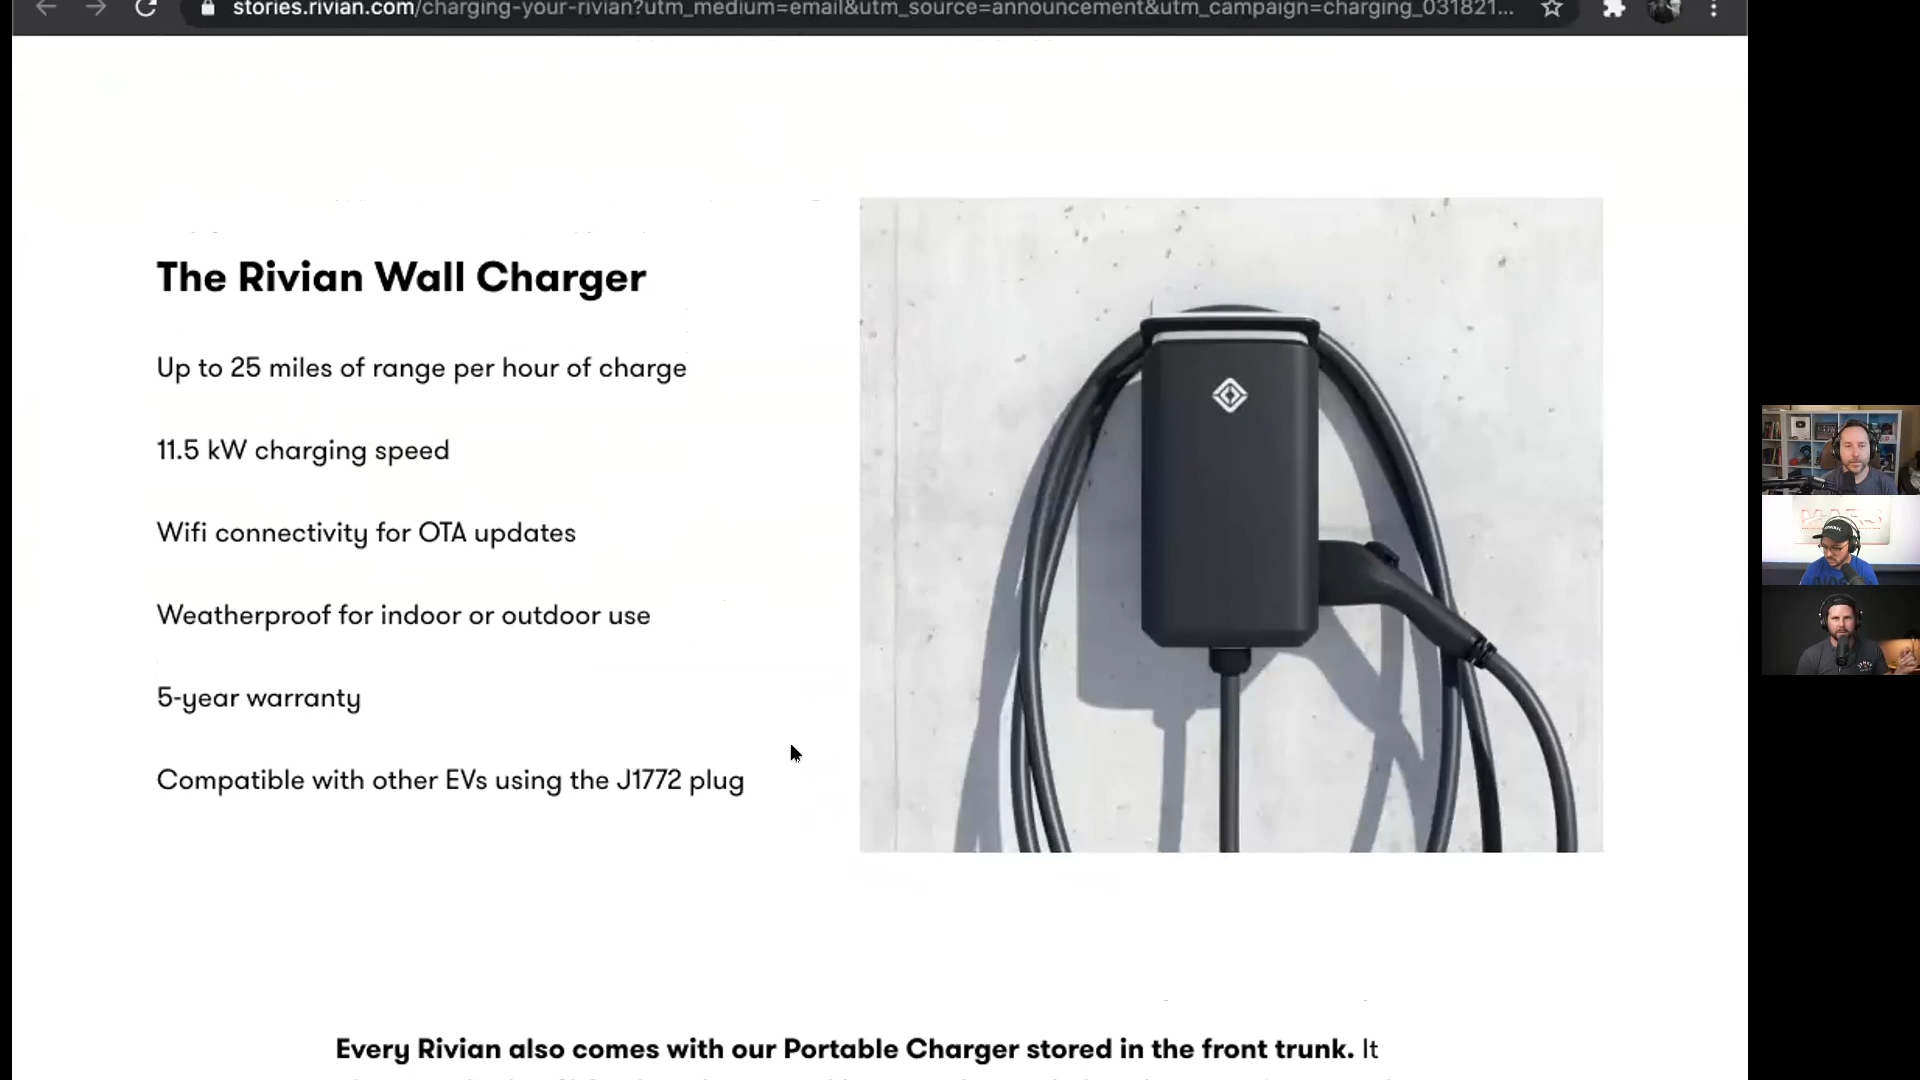 stories.rivian.com/charging-your-rivian?utm_medium=email&utm_source=announcement&utm_campaign=charging_031821...
The Rivian Wall Charger
Up to 25 miles of range per hour of charge
11.5 kW charging speed
Wifi connectivity for OTA updates
Weatherproof for indoor or outdoor use
5-year warranty
Compatible with other EVs using the J1772 plug
Every Rivian also comes with our Portable Charger stored in the front trunk. It